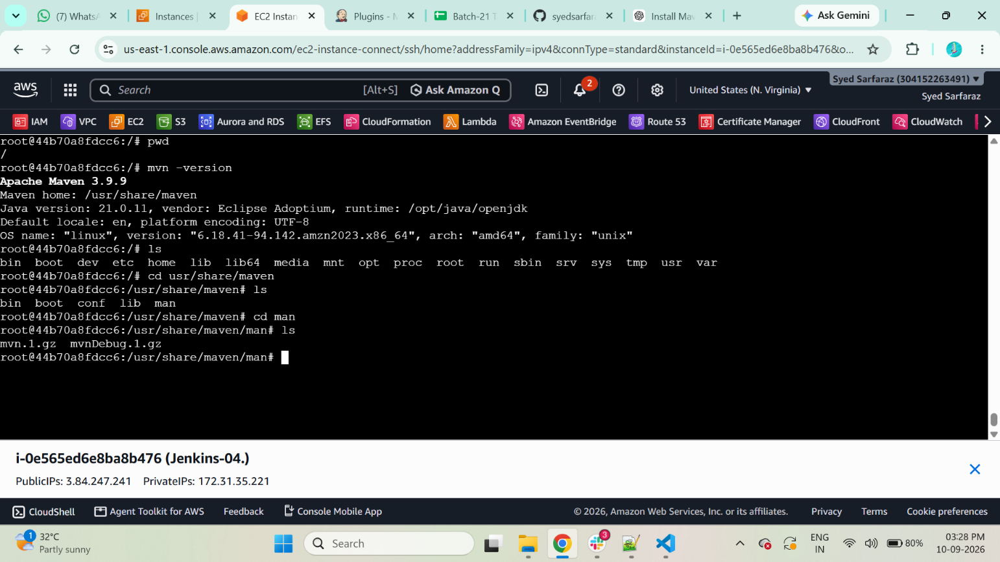 (7) WhatsA
Instances |
EC2 Instan
Plugins - M
Batch-21 T
syedsarfara
Install Mav
Ask Gemini
us-east-1.console.aws.amazon.com/ec2-instance-connect/ssh/home?addressFamily=ipv4&connType=standard&instanceId=i-0e565ed6e8ba8b476&o...
aws
Search
[Alt+S]
Ask Amazon Q
2
United States (N. Virginia) ▼
Syed Sarfaraz (304152263491) ▼
Syed Sarfaraz
IAM VPC EC2 S3 Aurora and RDS EFS CloudFormation Lambda Amazon EventBridge Route 53 Certificate Manager CloudFront CloudWatch
root@44b70a8fdcc6:/# pwd
/
root@44b70a8fdcc6:/# mvn -version
Apache Maven 3.9.9
Maven home: /usr/share/maven
Java version: 21.0.11, vendor: Eclipse Adoptium, runtime: /opt/java/openjdk
Default locale: en, platform encoding: UTF-8
OS name: "linux", version: "6.18.41-94.142.amzn2023.x86_64", arch: "amd64", family: "unix"
root@44b70a8fdcc6:/# ls
bin boot dev etc home lib lib64 media mnt opt proc root run sbin srv sys tmp usr var
root@44b70a8fdcc6:/# cd usr/share/maven
root@44b70a8fdcc6:/usr/share/maven# ls
bin boot conf lib man
root@44b70a8fdcc6:/usr/share/maven# cd man
root@44b70a8fdcc6:/usr/share/maven/man# ls
mvn.1.gz mvnDebug.1.gz
root@44b70a8fdcc6:/usr/share/maven/man#
i-0e565ed6e8ba8b476 (Jenkins-04.)
PublicIPs: 3.84.247.241 PrivateIPs: 172.31.35.221
CloudShell Agent Toolkit for AWS Feedback Console Mobile App © 2026, Amazon Web Services, Inc. or its affiliates. Privacy Terms Cookie preferences
1
32°C
Partly sunny
Search
3
ENG
IN
80%
03:28 PM
10-09-2026